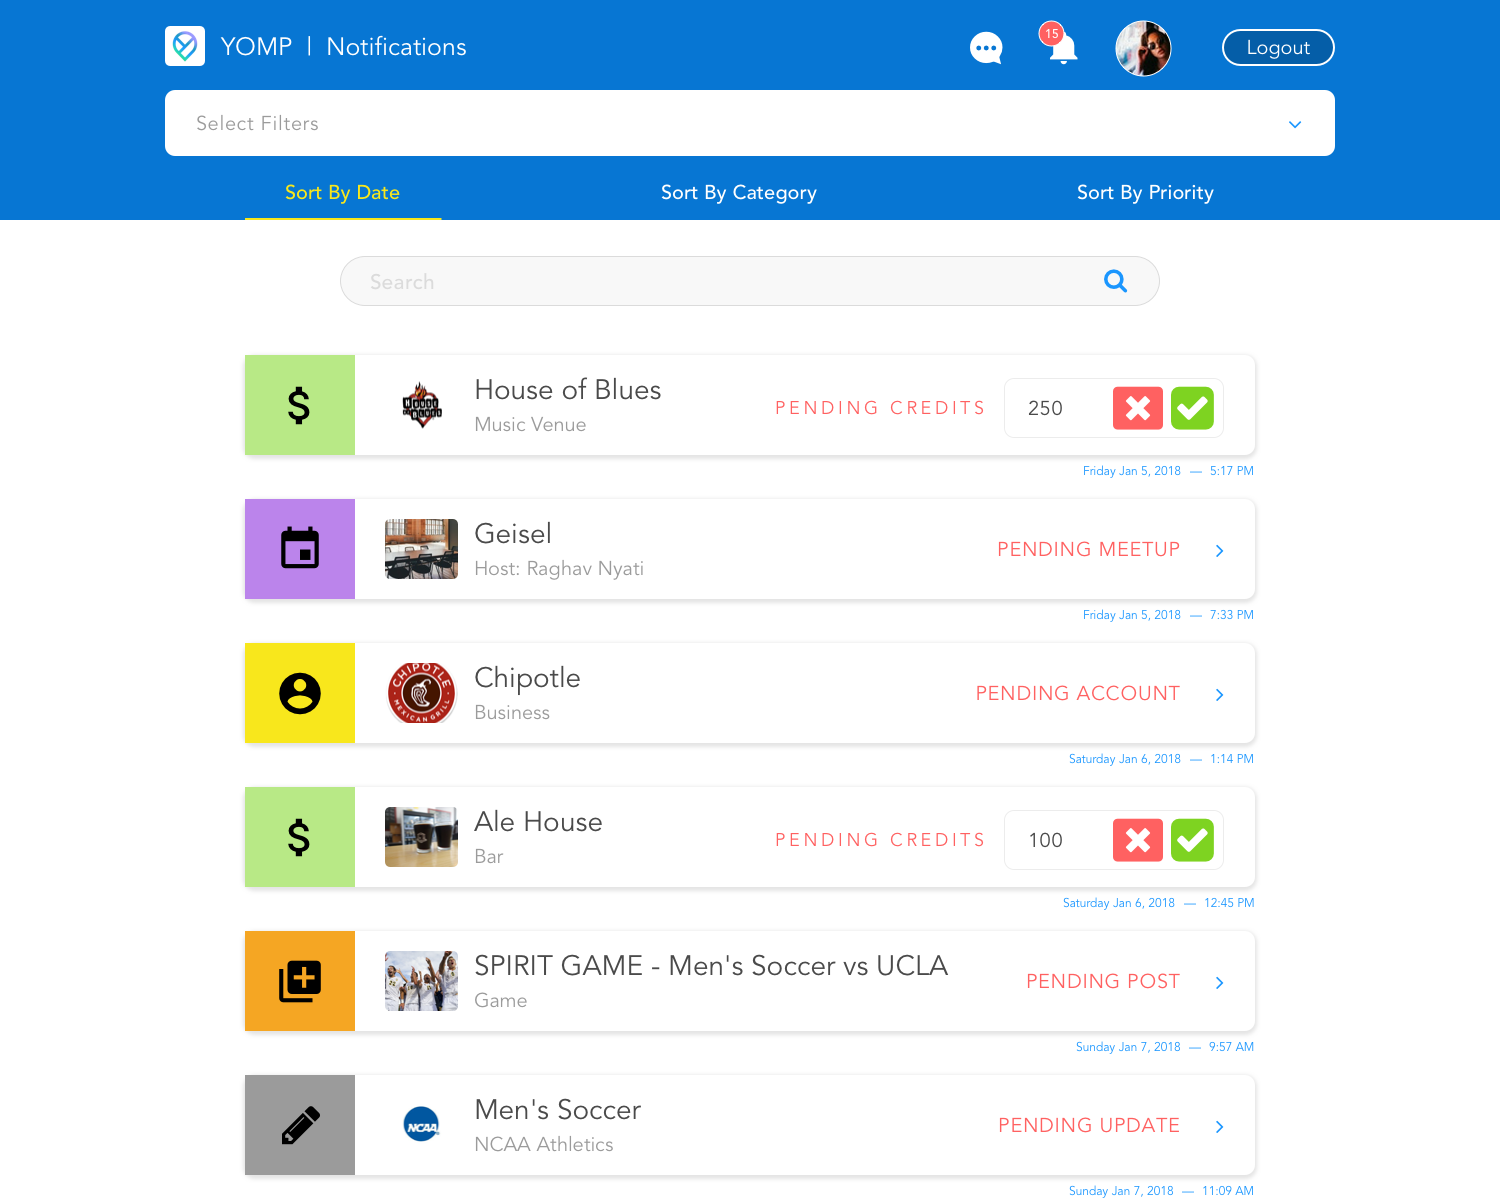 YOMP | Notifications
15
Logout
Select Filters
Sort By Date
Sort By Category
Sort By Priority
Search
House of Blues
Music Venue
PENDING CREDITS
250
Friday Jan 5, 2018 — 5:17 PM
Geisel
Host: Raghav Nyati
PENDING MEETUP
Friday Jan 5, 2018 — 7:33 PM
CHIPOTLE
MEXICAN GRILL
Chipotle
Business
PENDING ACCOUNT
Saturday Jan 6, 2018 — 1:14 PM
Ale House
Bar
PENDING CREDITS
100
Saturday Jan 6, 2018 — 12:45 PM
SPIRIT GAME - Men's Soccer vs UCLA
Game
PENDING POST
Sunday Jan 7, 2018 — 9:57 AM
NCAA
Men's Soccer
NCAA Athletics
PENDING UPDATE
Sunday Jan 7, 2018 — 11:09 AM